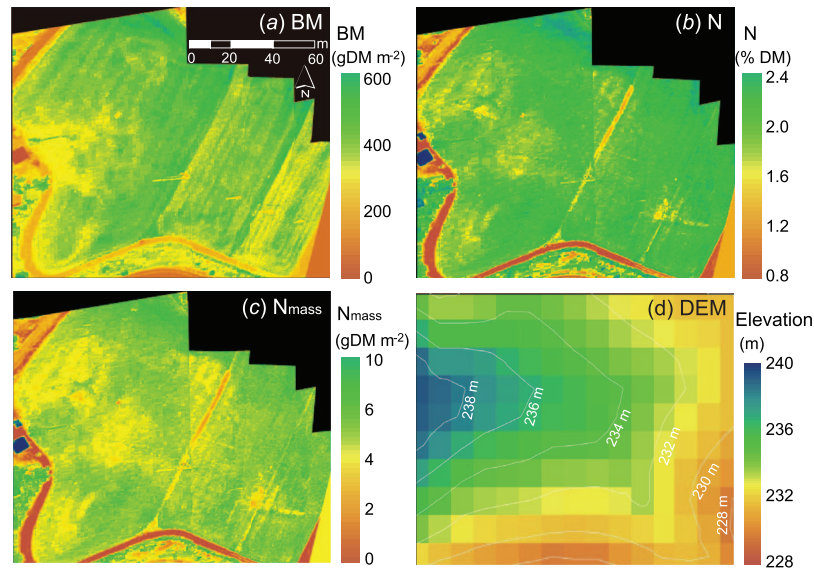 (a) BM
m
0 20 40 60
N
BM
(gDM m-2)
600
400
200
0
(b) N
N
(% DM)
2.4
2.0
1.6
1.2
0.8
(c) Nmass
Nmass
(gDM m-2)
10
8
6
4
2
0
(d) DEM
238 m
236 m
234 m
232 m
230 m
228 m
Elevation
(m)
240
236
232
228